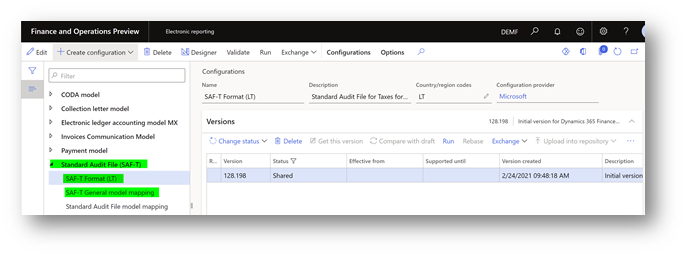 Finance and Operations Preview
Electronic reporting
DEMF
Edit
Create configuration
Delete
Designer
Validate
Run
Exchange
Configurations
Options
0
Filter
CODA model
Collection letter model
Electronic ledger accounting model MX
Invoices Communication Model
Payment model
Standard Audit File (SAF-T)
SAF-T Format (LT)
SAF-T General model mapping
Standard Audit File model mapping
Configurations
Name
Description
Country/region codes
Configuration provider
SAF-T Format (LT)
Standard Audit File for Taxes for...
LT
Microsoft
Versions
128.198
Initial version for Dynamics 365 Finance...
Change status
Delete
Get this version
Compare with draft
Run
Rebase
Exchange
Upload into repository
R...
Version
Status
Effective from
Supported until
Version created
Description
128.198
Shared
2/24/2021 09:48:18 AM
Initial version